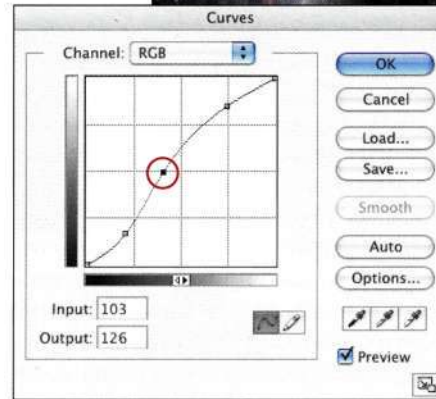 Curves
Channel: RGB
OK
Cancel
Load...
Save...
Smooth
Auto
Options...
Input: 103
Output: 126
Preview